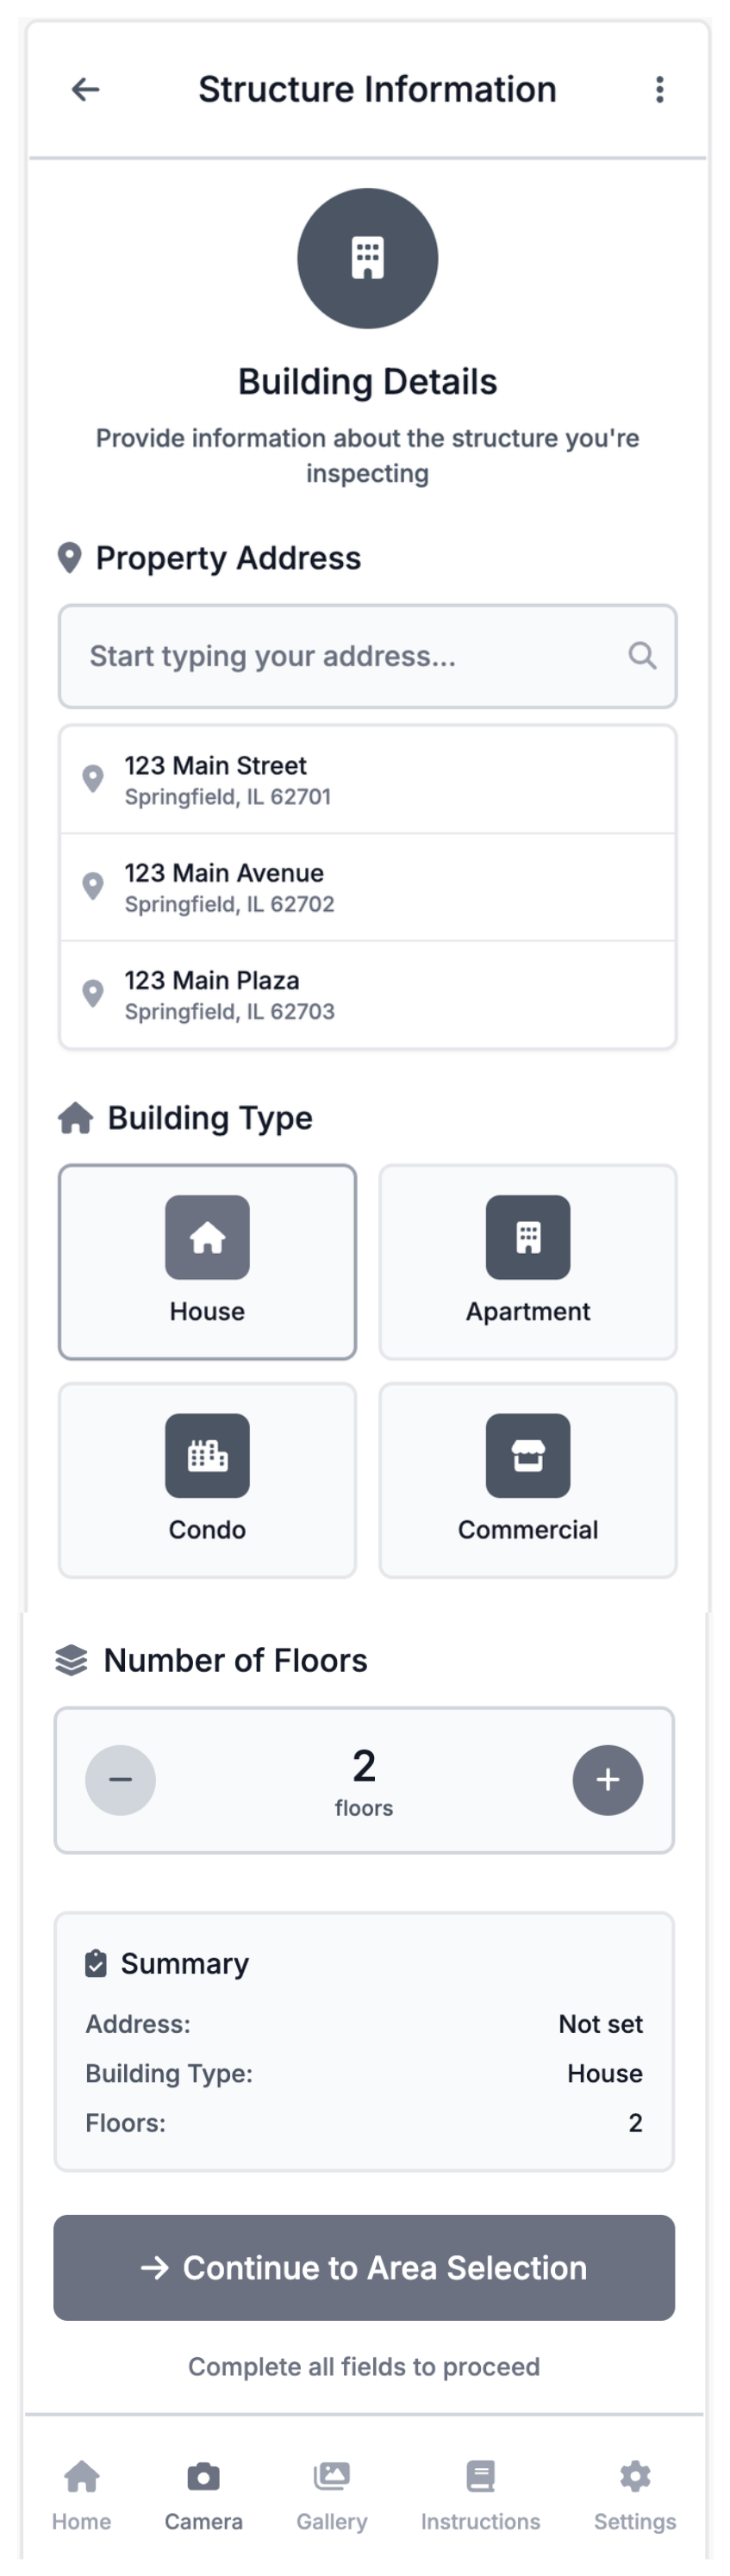 Structure Information
Building Details
Provide information about the structure you're
inspecting
Property Address
Start typing your address...
123 Main Street
Springfield, IL 62701
123 Main Avenue
Springfield, IL 62702
123 Main Plaza
Springfield, IL 62703
Building Type
House
Apartment
Condo
Commercial
Number of Floors
2
floors
Summary
Address: Not set
Building Type: House
Floors: 2
Continue to Area Selection
Complete all fields to proceed
Home Camera Gallery Instructions Settings